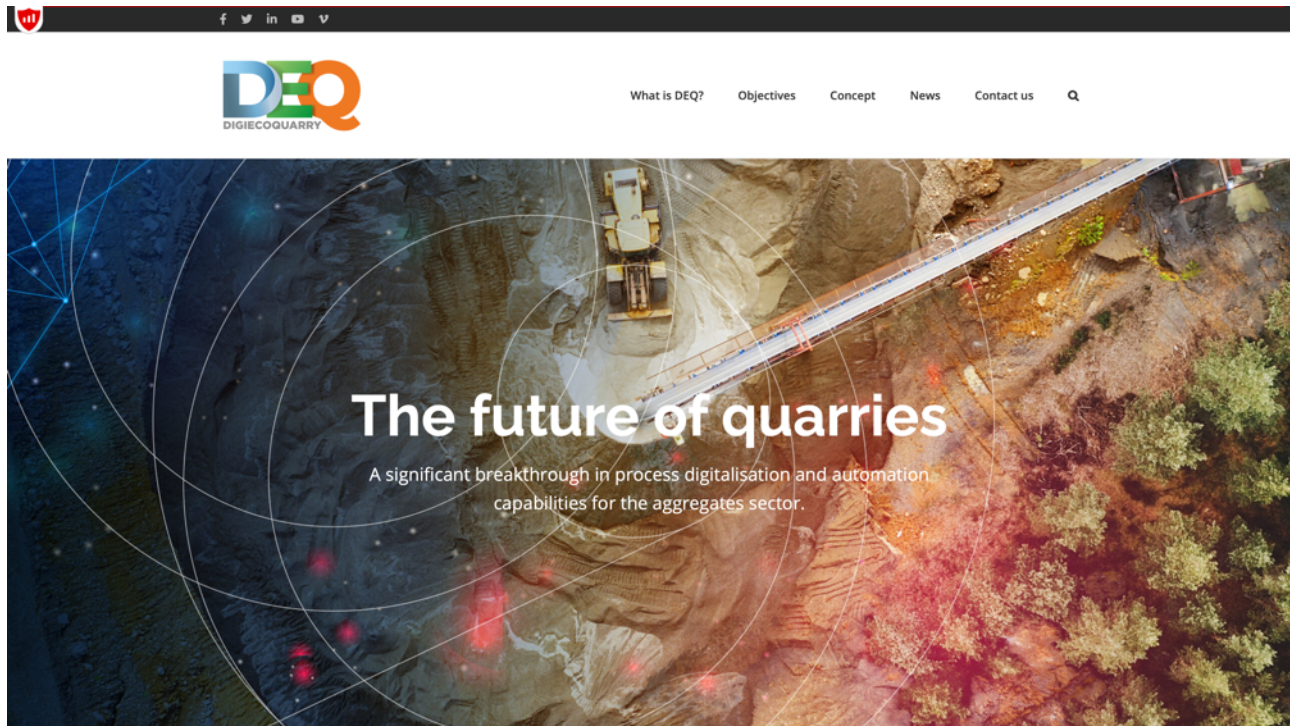 DEQ
DIGIECOQUARRY
What is DEQ? Objectives Concept News Contact us
The future of quarries
A significant breakthrough in process digitalisation and automation
capabilities for the aggregates sector.